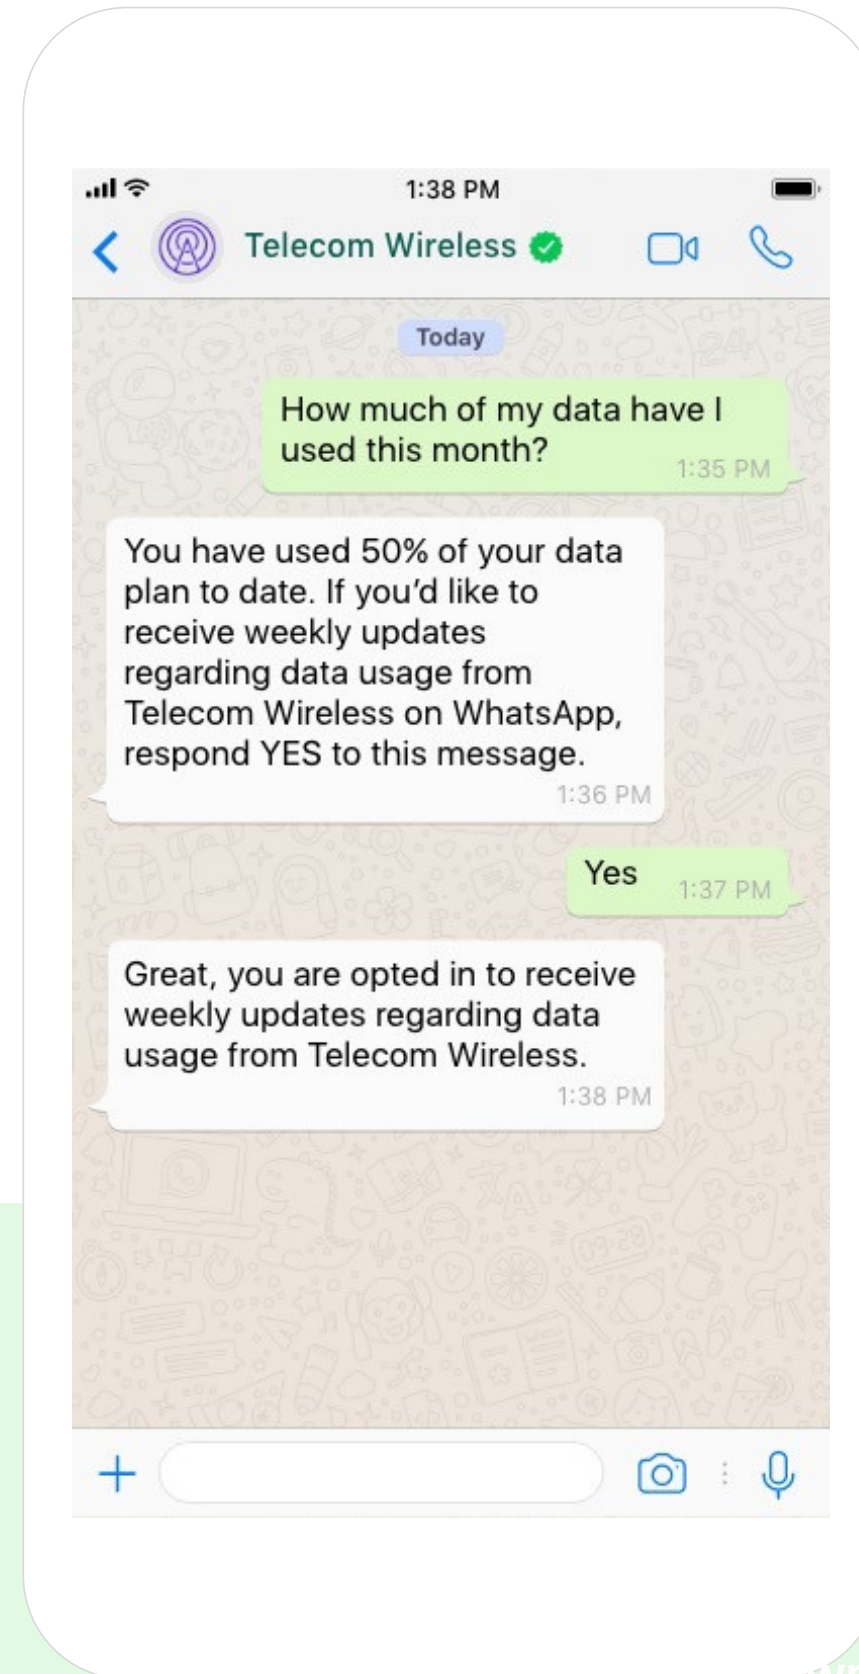 1:38 PM
Telecom Wireless
Today
How much of my data have I
used this month?
1:35 PM
You have used 50% of your data
plan to date. If you’d like to
receive weekly updates
regarding data usage from
Telecom Wireless on WhatsApp,
respond YES to this message.
1:36 PM
Yes
1:37 PM
Great, you are opted in to receive
weekly updates regarding data
usage from Telecom Wireless.
1:38 PM